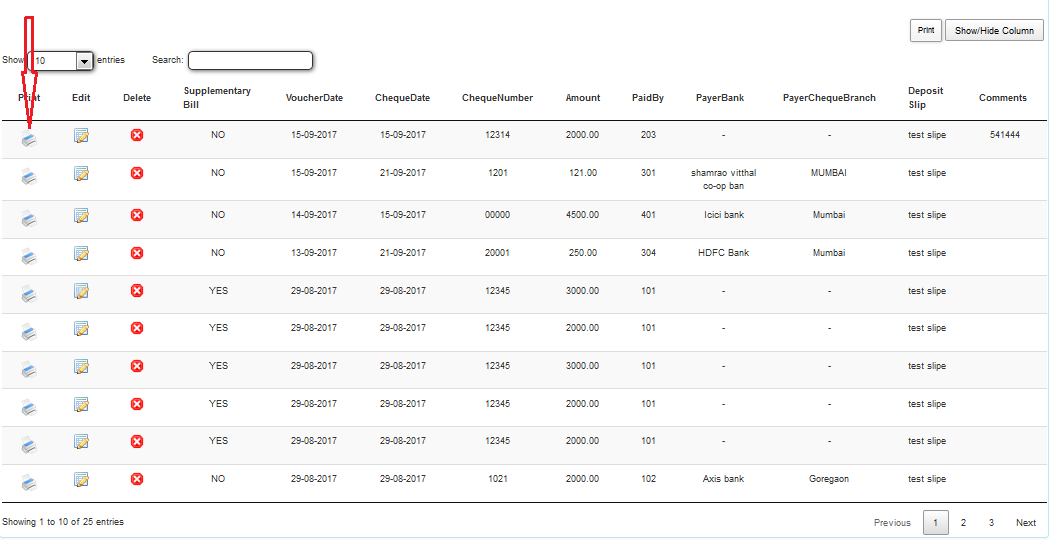 Print Show/Hide Column
Show 10 entries Search:
Print Edit Delete Supplementary Bill VoucherDate ChequeDate ChequeNumber Amount PaidBy PayerBank PayerChequeBranch Deposit Slip Comments
NO 15-09-2017 15-09-2017 12314 2000.00 203 - - test slipe 541444
NO 15-09-2017 21-09-2017 1201 121.00 301 shamrao vitthal co-op ban MUMBAI test slipe
NO 14-09-2017 15-09-2017 00000 4500.00 401 Icici bank Mumbai test slipe
NO 13-09-2017 21-09-2017 20001 250.00 304 HDFC Bank Mumbai test slipe
YES 29-08-2017 29-08-2017 12345 3000.00 101 - - test slipe
YES 29-08-2017 29-08-2017 12345 2000.00 101 - - test slipe
YES 29-08-2017 29-08-2017 12345 3000.00 101 - - test slipe
YES 29-08-2017 29-08-2017 12345 2000.00 101 - - test slipe
YES 29-08-2017 29-08-2017 12345 2000.00 101 - - test slipe
NO 29-08-2017 29-08-2017 1021 2000.00 102 Axis bank Goregaon test slipe
Showing 1 to 10 of 25 entries Previous 1 2 3 Next